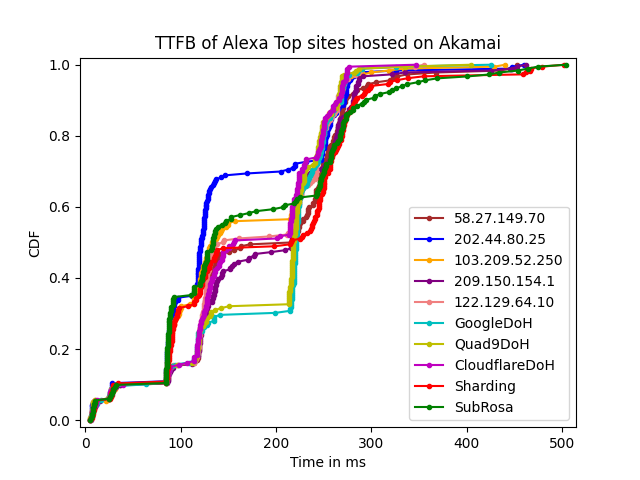 TTFB of Alexa Top sites hosted on Akamai
CDF
1.0
0.8
0.6
0.4
0.2
0.0
58.27.149.70
202.44.80.25
103.209.52.250
209.150.154.1
122.129.64.10
GoogleDoH
Quad9DoH
CloudflareDoH
Sharding
SubRosa
0 100 200 300 400 500
Time in ms